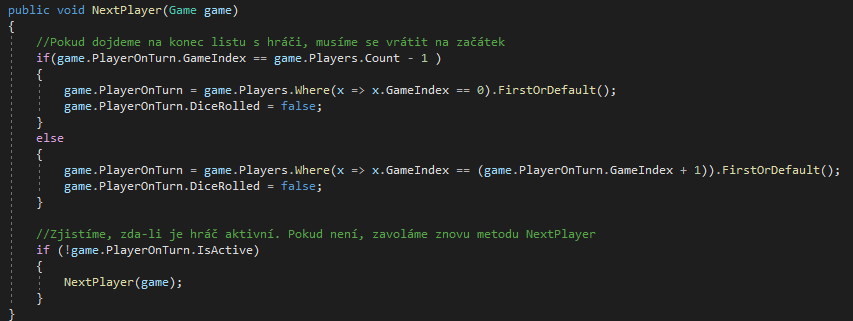 public void NextPlayer(Game game)
{
//Pokud dojdeme na konec listu s hráči, musíme se vrátit na začátek
if(game.PlayerOnTurn.GameIndex == game.Players.Count - 1 )
{
game.PlayerOnTurn = game.Players.Where(x => x.GameIndex == 0).FirstOrDefault();
game.PlayerOnTurn.DiceRolled = false;
}
else
{
game.PlayerOnTurn = game.Players.Where(x => x.GameIndex == (game.PlayerOnTurn.GameIndex + 1)).FirstOrDefault();
game.PlayerOnTurn.DiceRolled = false;
}
//Zjistíme, zda-li je hráč aktivní. Pokud není, zavoláme znovu metodu NextPlayer
if (!game.PlayerOnTurn.IsActive)
{
NextPlayer(game);
}
}